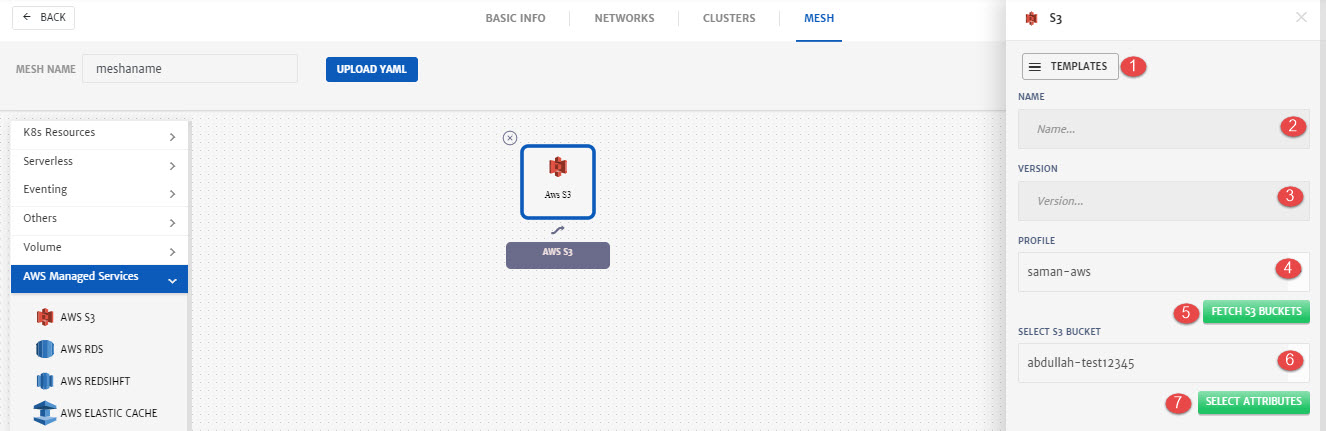 BACK
BASIC INFO
NETWORKS
CLUSTERS
MESH
MESH NAME
meshaname
UPLOAD YAML
K8s Resources
Serverless
Eventing
Others
Volume
AWS Managed Services
AWS S3
AWS RDS
AWS REDSIHFT
AWS ELASTIC CACHE
Aws S3
AWS S3
S3
TEMPLATES 1
NAME
Name... 2
VERSION
Version... 3
PROFILE
saman-aws 4
5 FETCH S3 BUCKETS
SELECT S3 BUCKET
abdullah-test12345 6
7 SELECT ATTRIBUTES